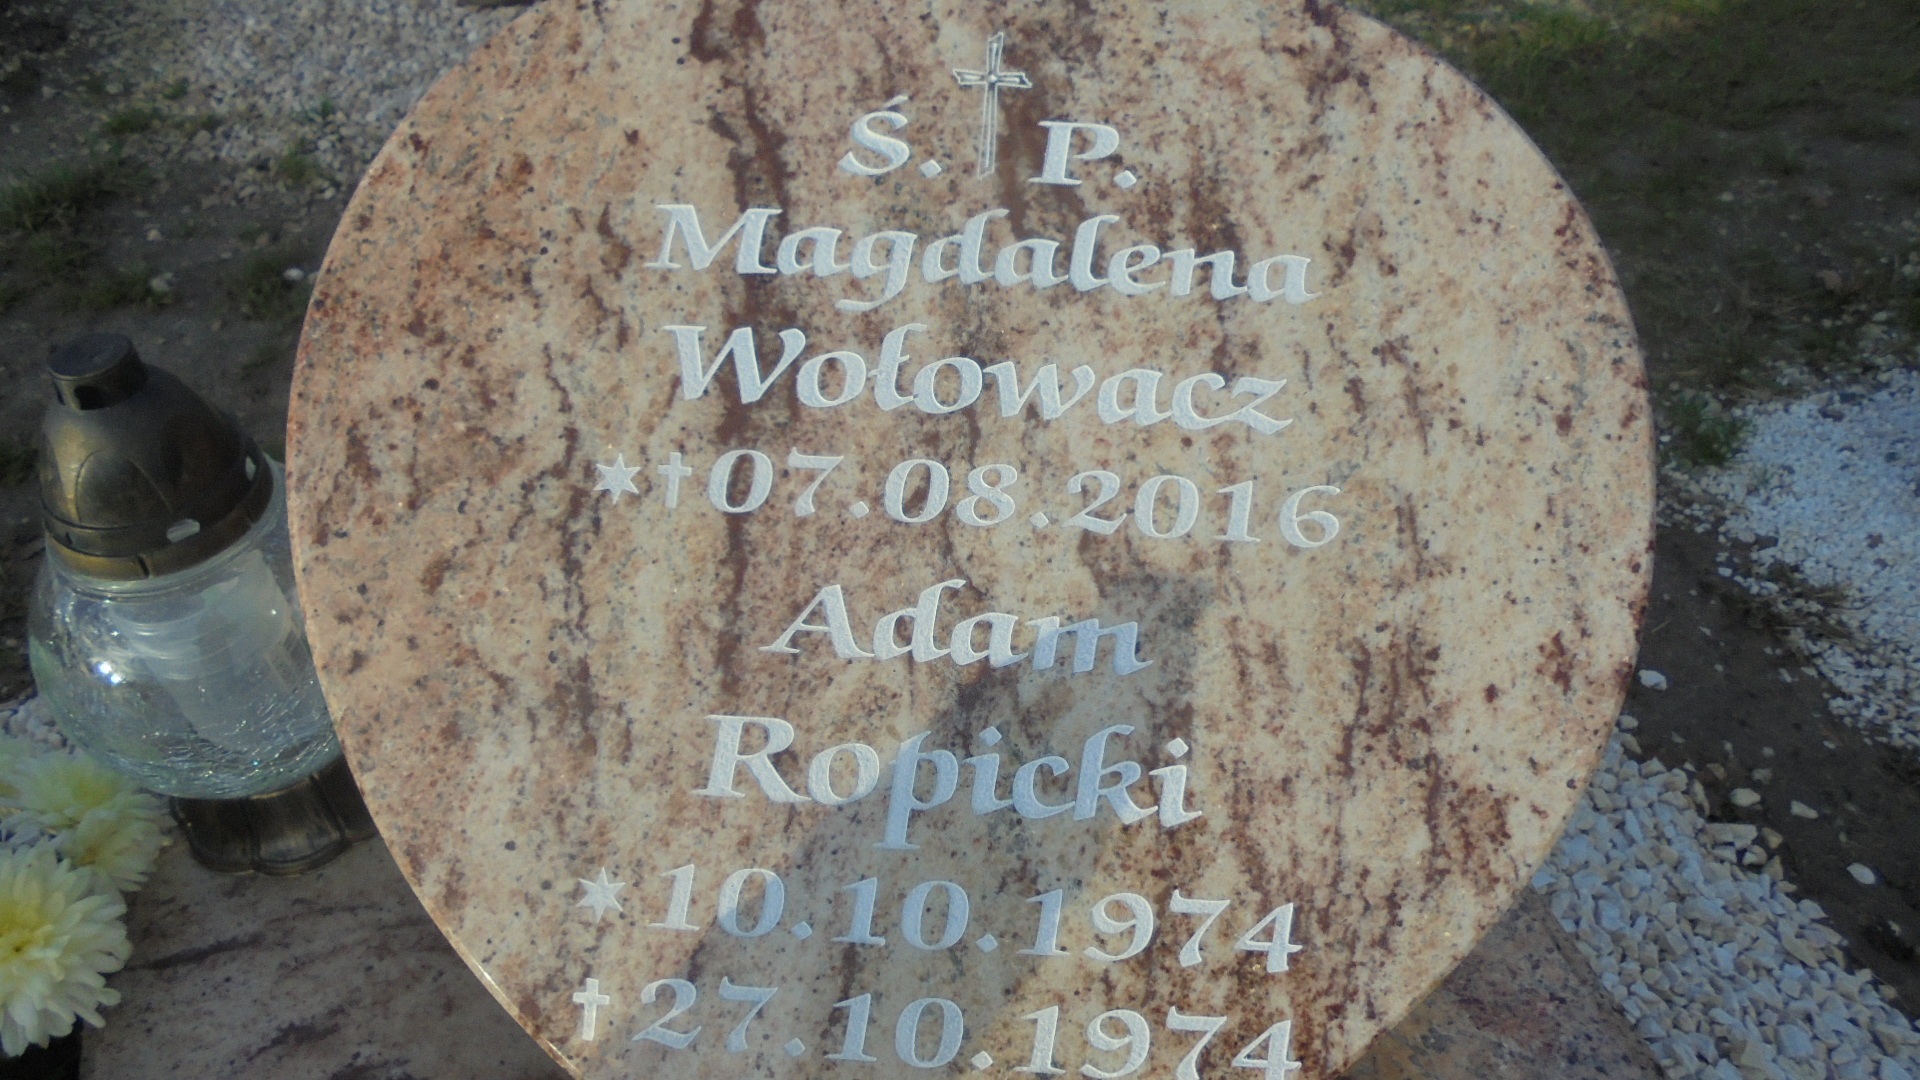 Ś. P.
Magdalena
Wołowacz
*†07.08.2016
Adam
Ropicki
*10.10.1974
†27.10.1974